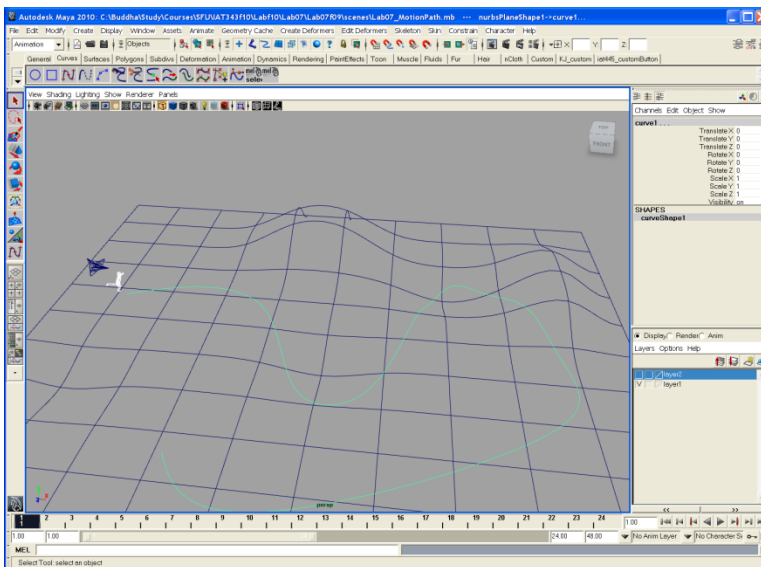 Autodesk Maya 2010: C:\Buddha\Study\Courses\SFU\IAT343f10\Labf10\Lab07\Lab07f09\scenes\Lab07_MotionPath.mb --- nurbsPlaneShape1->curve1...
File Edit Modify Create Display Window Assets Animate Geometry Cache Create Deformers Edit Deformers Skeleton Skin Constrain Character Help
Animation Objects X: Y: Z:
General Curves Surfaces Polygons Subdivs Deformation Animation Dynamics Rendering PaintEffects Toon Muscle Fluids Fur Hair nCloth Custom KJ_custom iat445_customButton
View Shading Lighting Show Renderer Panels
Channels Edit Object Show
curve1 . . .
Translate X 0
Translate Y 0
Translate Z 0
Rotate X 0
Rotate Y 0
Rotate Z 0
Scale X 1
Scale Y 1
Scale Z 1
Visibility on
SHAPES
curveShape1
TOP
FRONT
Display Render Anim
Layers Options Help
layer2
V layer1
persp
1 2 3 4 5 6 7 8 9 10 11 12 13 14 15 16 17 18 19 20 21 22 23 24 1.00
1.00 1.00 24.00 48.00 No Anim Layer No Character S
MEL
Select Tool: select an object